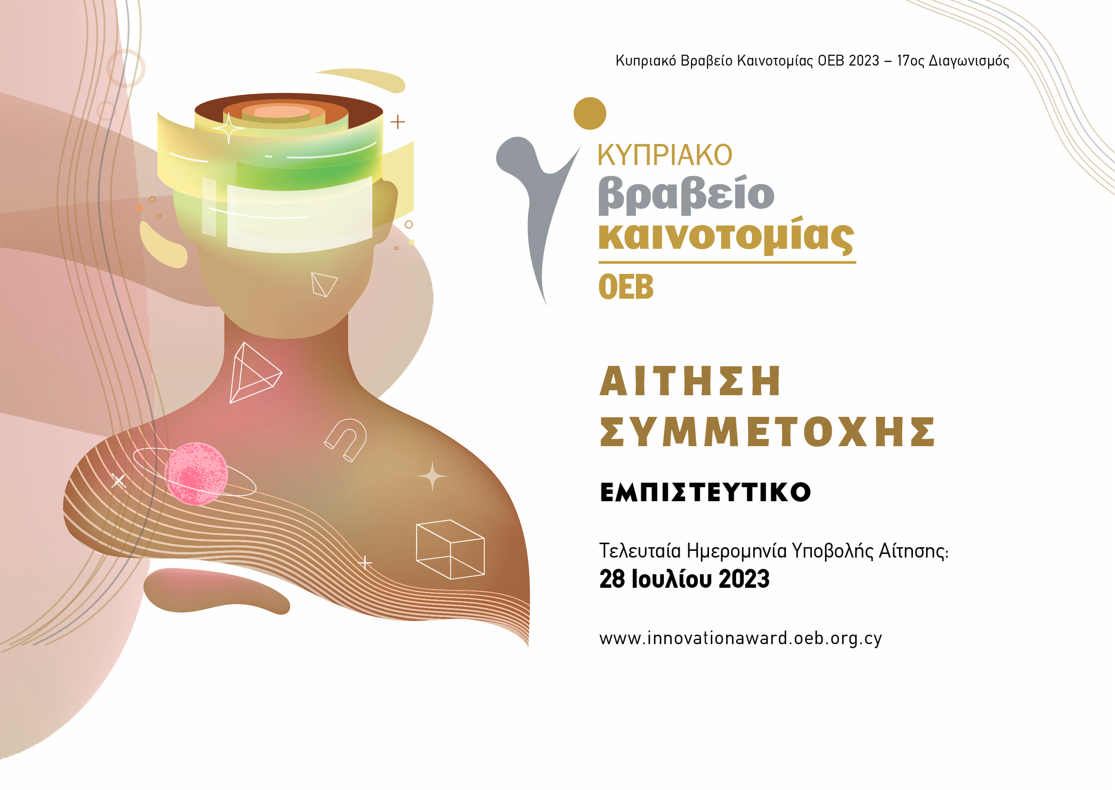 Κυπριακό Βραβείο Καινοτομίας ΟΕΒ 2023 – 17ος Διαγωνισμός
ΚΥΠΡΙΑΚΟ
βραβείο
καινοτομίας
ΟΕΒ
ΑΙΤΗΣΗ
ΣΥΜΜΕΤΟΧΗΣ
ΕΜΠΙΣΤΕΥΤΙΚΟ
Τελευταία Ημερομηνία Υποβολής Αίτησης:
28 Ιουλίου 2023
www.innovationaward.oeb.org.cy